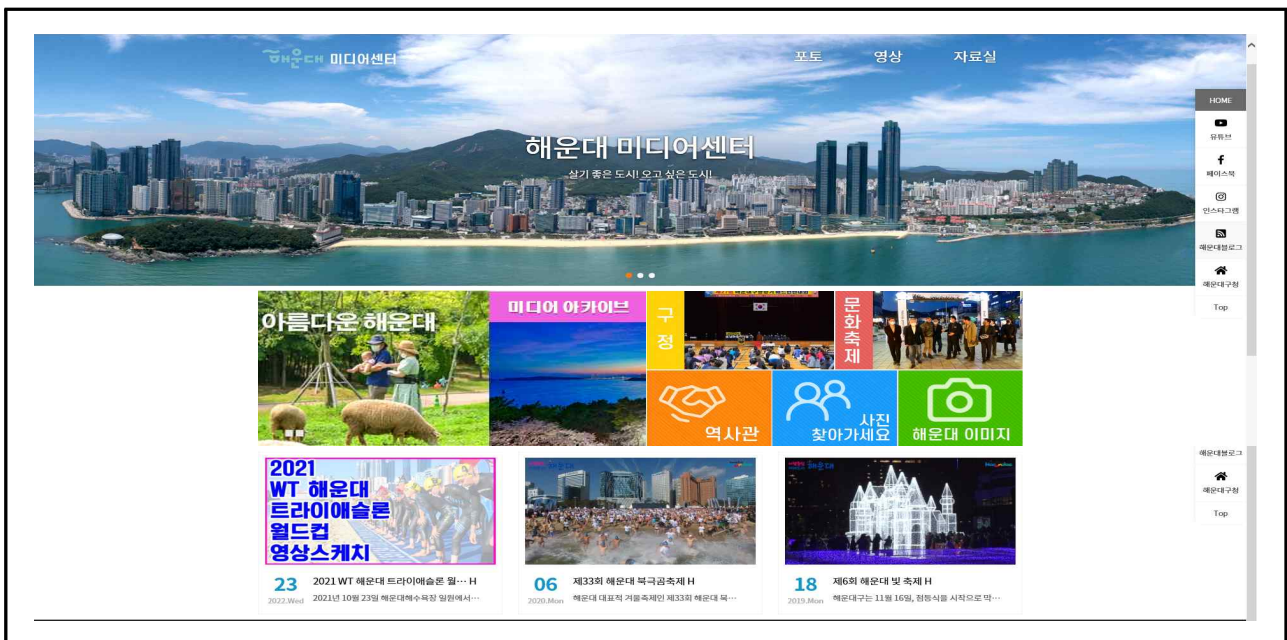 해운대 미디어센터
포토 영상 자료실
해운대 미디어센터
살기 좋은 도시! 오고 싶은 도시!
HOME
유튜브
페이스북
인스타그램
해운대블로그
해운대구청
Top
아름다운 해운대
미디어 아카이브
구정
문화축제
역사관
사진
찾아가세요
해운대 이미지
해운대블로그
해운대구청
Top
2021
WT 해운대
트라이애슬론
월드컵
영상스케치
해운대
해운대
23
2022.Wed
2021 WT 해운대 트라이애슬론 월⋯ H
2021년 10월 23일 해운대해수욕장 일원에서⋯
06
2020.Mon
제33회 해운대 북극곰축제 H
해운대 대표적 겨울축제인 제33회 해운대 북⋯
18
2019.Mon
제6회 해운대 빛 축제 H
해운대구는 11월 16일, 점등식을 시작으로 막⋯